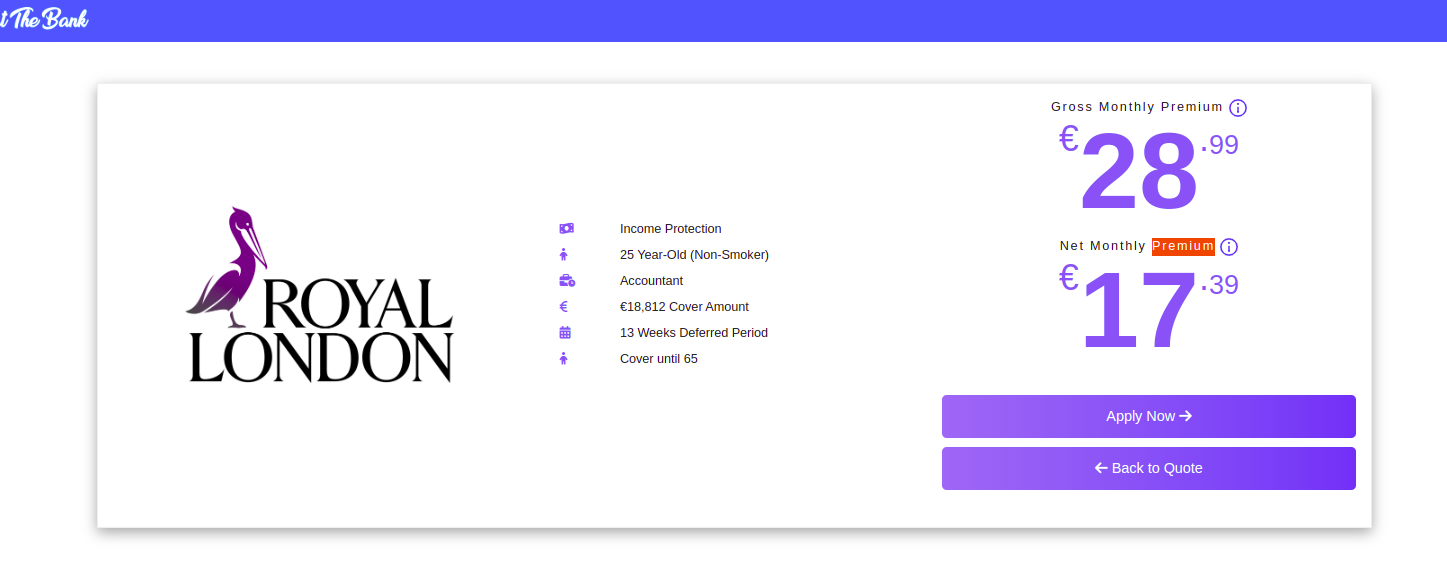 t The Bank
Gross Monthly Premium
€28.99
ROYAL
LONDON
Income Protection
25 Year-Old (Non-Smoker)
Accountant
€18,812 Cover Amount
13 Weeks Deferred Period
Cover until 65
Net Monthly Premium
€17.39
Apply Now
Back to Quote